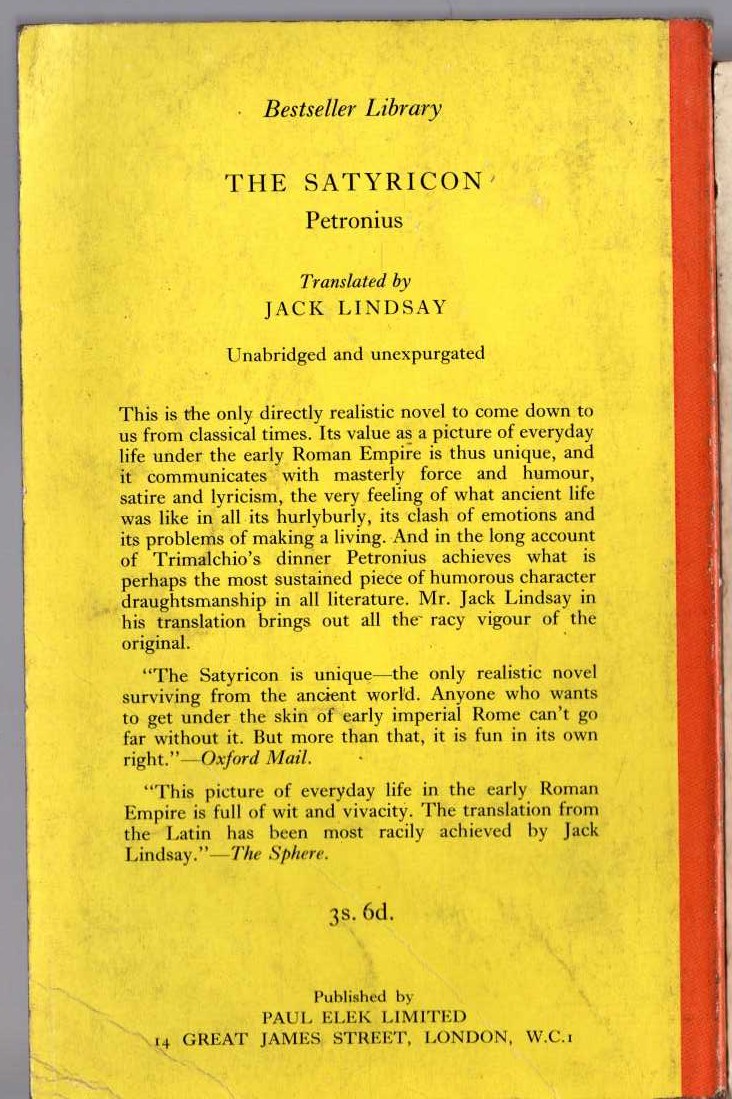 Bestseller Library
THE SATYRICON
Petronius
Translated by
JACK LINDSAY
Unabridged and unexpurgated
This is the only directly realistic novel to come down to
us from classical times. Its value as a picture of everyday
life under the early Roman Empire is thus unique, and
it communicates with masterly force and humour,
satire and lyricism, the very feeling of what ancient life
was like in all its hurlyburly, its clash of emotions and
its problems of making a living. And in the long account
of Trimalchio's dinner Petronius achieves what is
perhaps the most sustained piece of humorous character
draughtsmanship in all literature. Mr. Jack Lindsay in
his translation brings out all the racy vigour of the
original.
"The Satyricon is unique—the only realistic novel
surviving from the ancient world. Anyone who wants
to get under the skin of early imperial Rome can't go
far without it. But more than that, it is fun in its own
right."—Oxford Mail.
"This picture of everyday life in the early Roman
Empire is full of wit and vivacity. The translation from
the Latin has been most racily achieved by Jack
Lindsay."—The Sphere.
3s. 6d.
Published by
PAUL ELEK LIMITED
14 GREAT JAMES STREET, LONDON, W.C.1